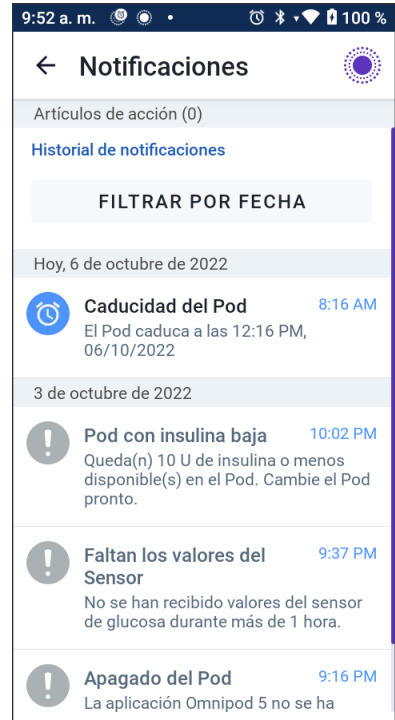 9:52 a. m. 100 %
Notificaciones
Artículos de acción (0)
Historial de notificaciones
FILTRAR POR FECHA
Hoy, 6 de octubre de 2022
Caducidad del Pod 8:16 AM
El Pod caduca a las 12:16 PM,
06/10/2022
3 de octubre de 2022
Pod con insulina baja 10:02 PM
Queda(n) 10 U de insulina o menos
disponible(s) en el Pod. Cambie el Pod
pronto.
Faltan los valores del 9:37 PM
Sensor
No se han recibido valores del sensor
de glucosa durante más de 1 hora.
Apagado del Pod 9:16 PM
La aplicación Omnipod 5 no se ha